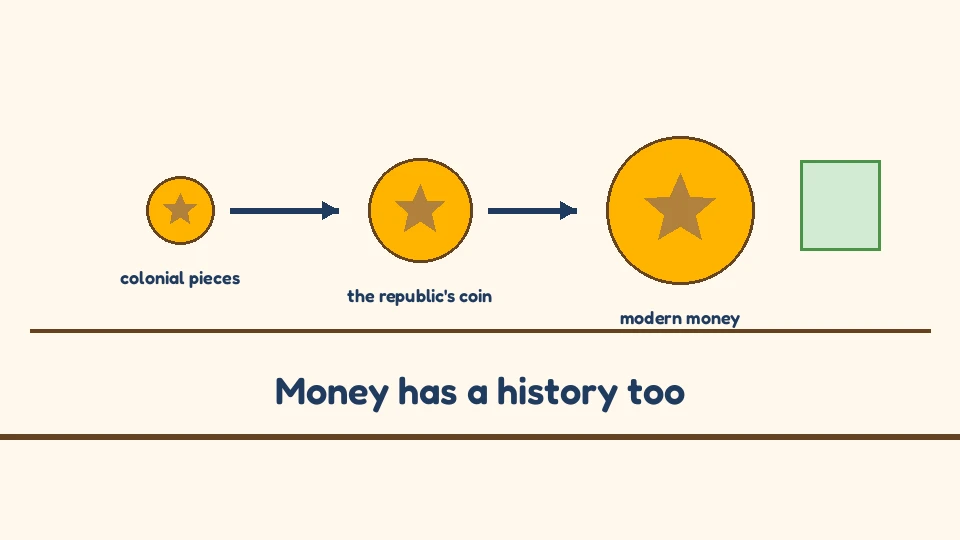 colonial pieces
the republic's coin
modern money
Money has a history too